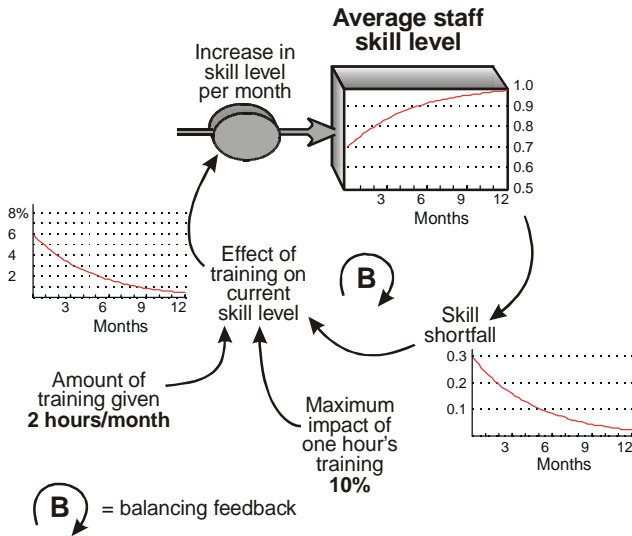 Average staff
skill level
Increase in
skill level
per month
1.0
0.9
0.8
0.7
0.6
0.5
3 6 9 12
Months
8%
6
4
2
3 6 9 12
Months
Effect of
training on
current
skill level
B
Skill
shortfall
0.3
0.2
0.1
3 6 9 12
Months
Amount of
training given
2 hours/month
Maximum
impact of
one hour's
training
10%
B = balancing feedback